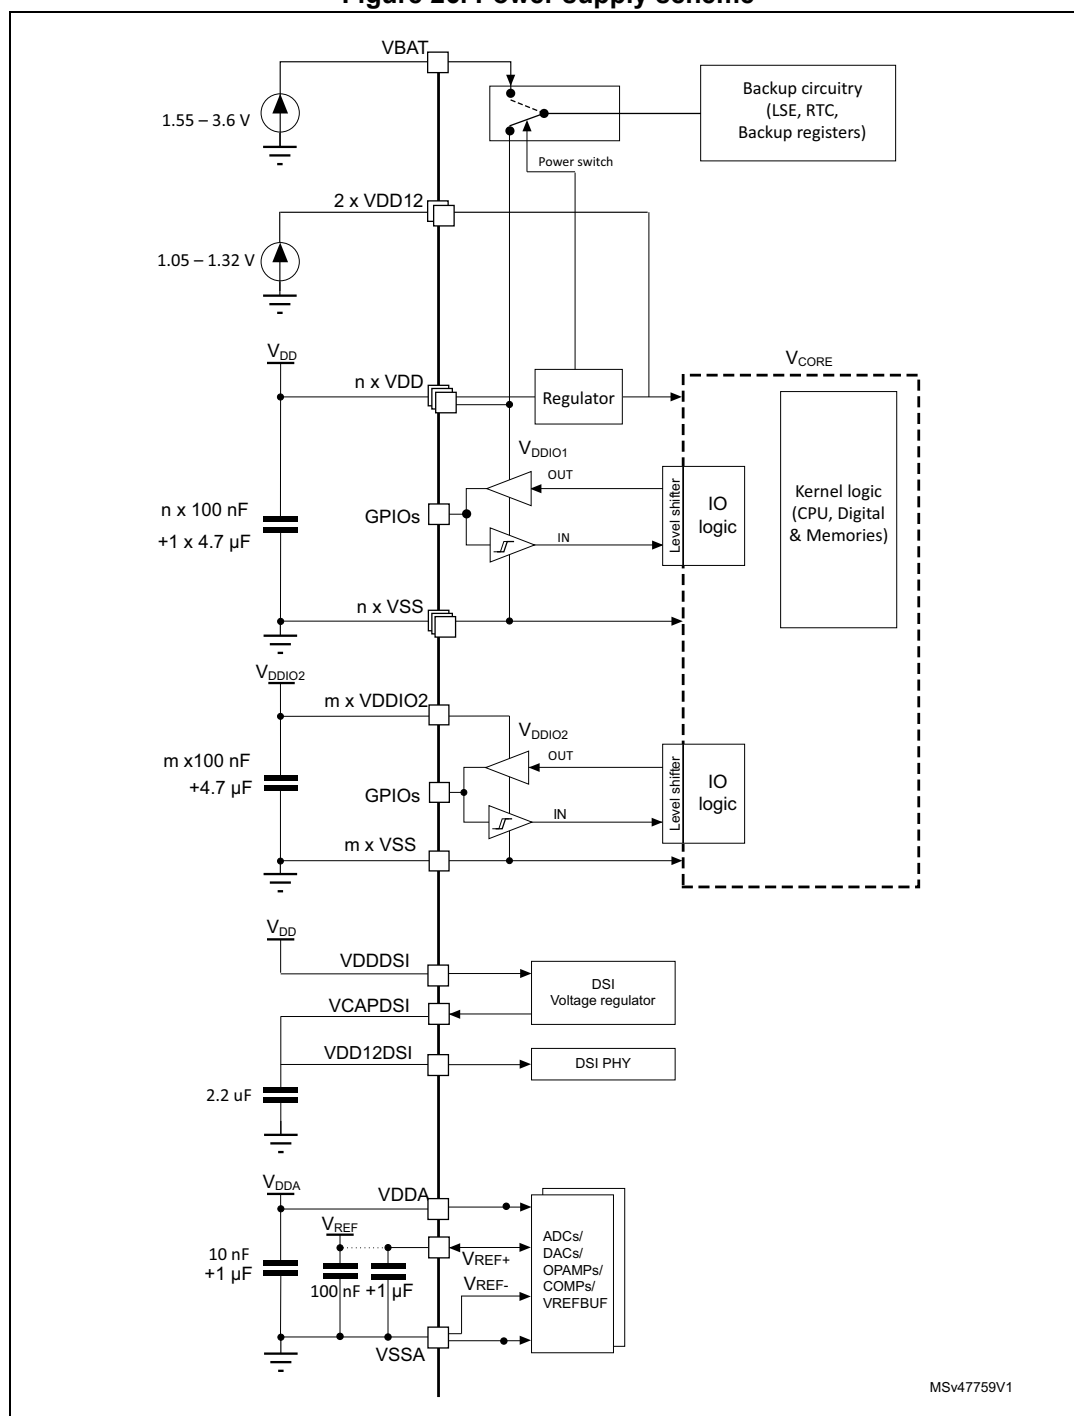 Figure 26. Power supply scheme
VBAT
1.55 – 3.6 V
Backup circuitry
(LSE, RTC,
Backup registers)
Power switch
2 x VDD12
1.05 – 1.32 V
VDD
n x VDD
Regulator
VCORE
VDDIO1
OUT
n x 100 nF
+1 x 4.7 µF
GPIOs
IN
Level shifter
IO
logic
Kernel logic
(CPU, Digital
& Memories)
n x VSS
VDDIO2
m x VDDIO2
VDDIO2
OUT
m x100 nF
+4.7 µF
GPIOs
IN
Level shifter
IO
logic
m x VSS
VDD
VDDDSI
DSI
Voltage regulator
VCAPDSI
VDD12DSI
DSI PHY
2.2 uF
VDDA
VDDA
VREF
10 nF
+1 µF
100 nF
+1 µF
VREF+
VREF-
ADCs/
DACs/
OPAMPs/
COMPs/
VREFBUF
VSSA
MSv47759V1